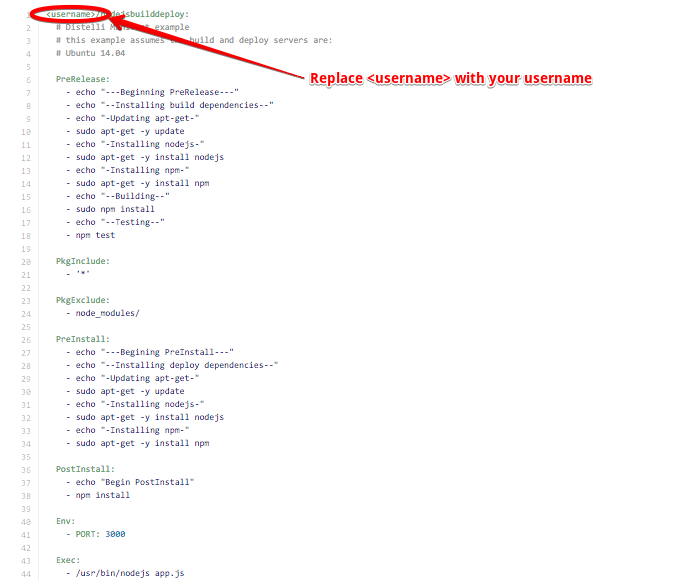 1 <username>/nodejsbuilddeploy:
2 # Distelli Manifest example
3 # this example assumes the build and deploy servers are:
4 # Ubuntu 14.04
5
6 PreRelease:
7 - echo "---Beginning PreRelease---"
8 - echo "--Installing build dependencies--"
9 - echo "-Updating apt-get-"
10 - sudo apt-get -y update
11 - echo "-Installing nodejs-"
12 - sudo apt-get -y install nodejs
13 - echo "-Installing npm-"
14 - sudo apt-get -y install npm
15 - echo "--Building--"
16 - sudo npm install
17 - echo "--Testing--"
18 - npm test
19
20 PkgInclude:
21 - '*'
22
23 PkgExclude:
24 - node_modules/
25
26 PreInstall:
27 - echo "---Begining PreInstall---"
28 - echo "--Installing deploy dependencies--"
29 - echo "-Updating apt-get-"
30 - sudo apt-get -y update
31 - echo "-Installing nodejs-"
32 - sudo apt-get -y install nodejs
33 - echo "-Installing npm-"
34 - sudo apt-get -y install npm
35
36 PostInstall:
37 - echo "Begin PostInstall"
38 - npm install
39
40 Env:
41 - PORT: 3000
42
43 Exec:
44 - /usr/bin/nodejs app.js
Replace <username> with your username